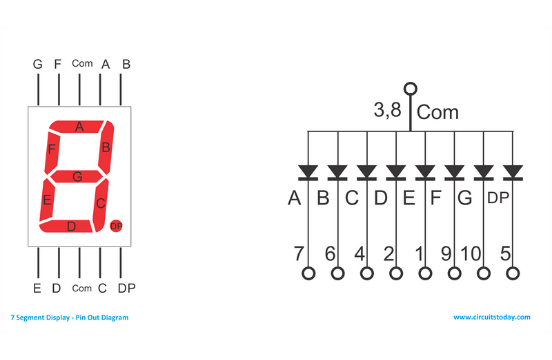 G F Com A B
A
F B
G
E C
D DP
E D Com C DP
3,8 Com
A B C D E F G DP
7 6 4 2 1 9 10 5
7 Segment Display - Pin Out Diagram
www.circuitstoday.com